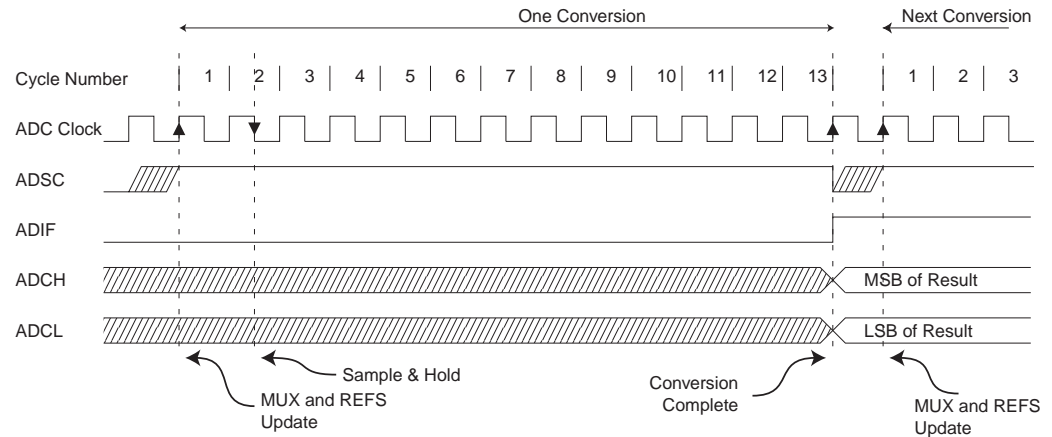 One Conversion
Next Conversion
Cycle Number 1 2 3 4 5 6 7 8 9 10 11 12 13 1 2 3
ADC Clock
ADSC
ADIF
ADCH MSB of Result
ADCL LSB of Result
Sample & Hold
MUX and REFS
Update
Conversion
Complete
MUX and REFS
Update